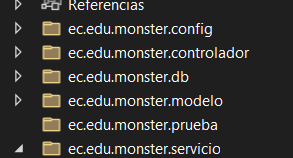 Referencias
ec.edu.monster.config
ec.edu.monster.controlador
ec.edu.monster.db
ec.edu.monster.modelo
ec.edu.monster.prueba
ec.edu.monster.servicio